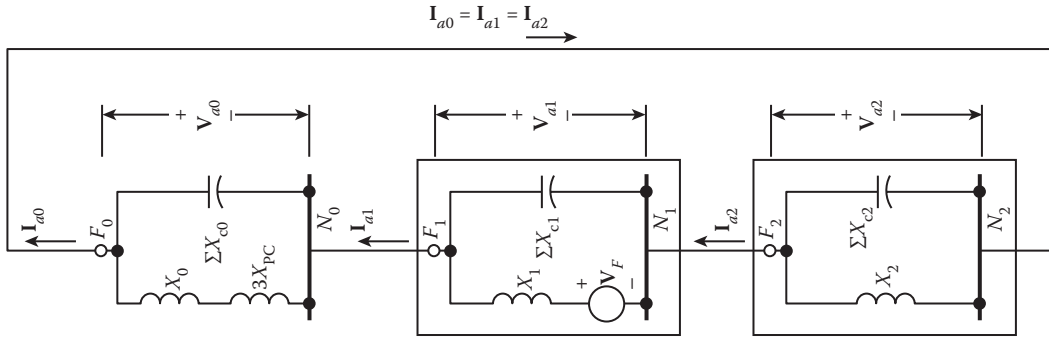 I_a0 = I_a1 = I_a2
+ V_a0 −
+ V_a1 −
+ V_a2 −
I_a0
F_0
ΣX_c0
N_0
X_0
3X_PC
I_a1
F_1
ΣX_c1
N_1
X_1
+ V_F −
I_a2
F_2
ΣX_c2
N_2
X_2